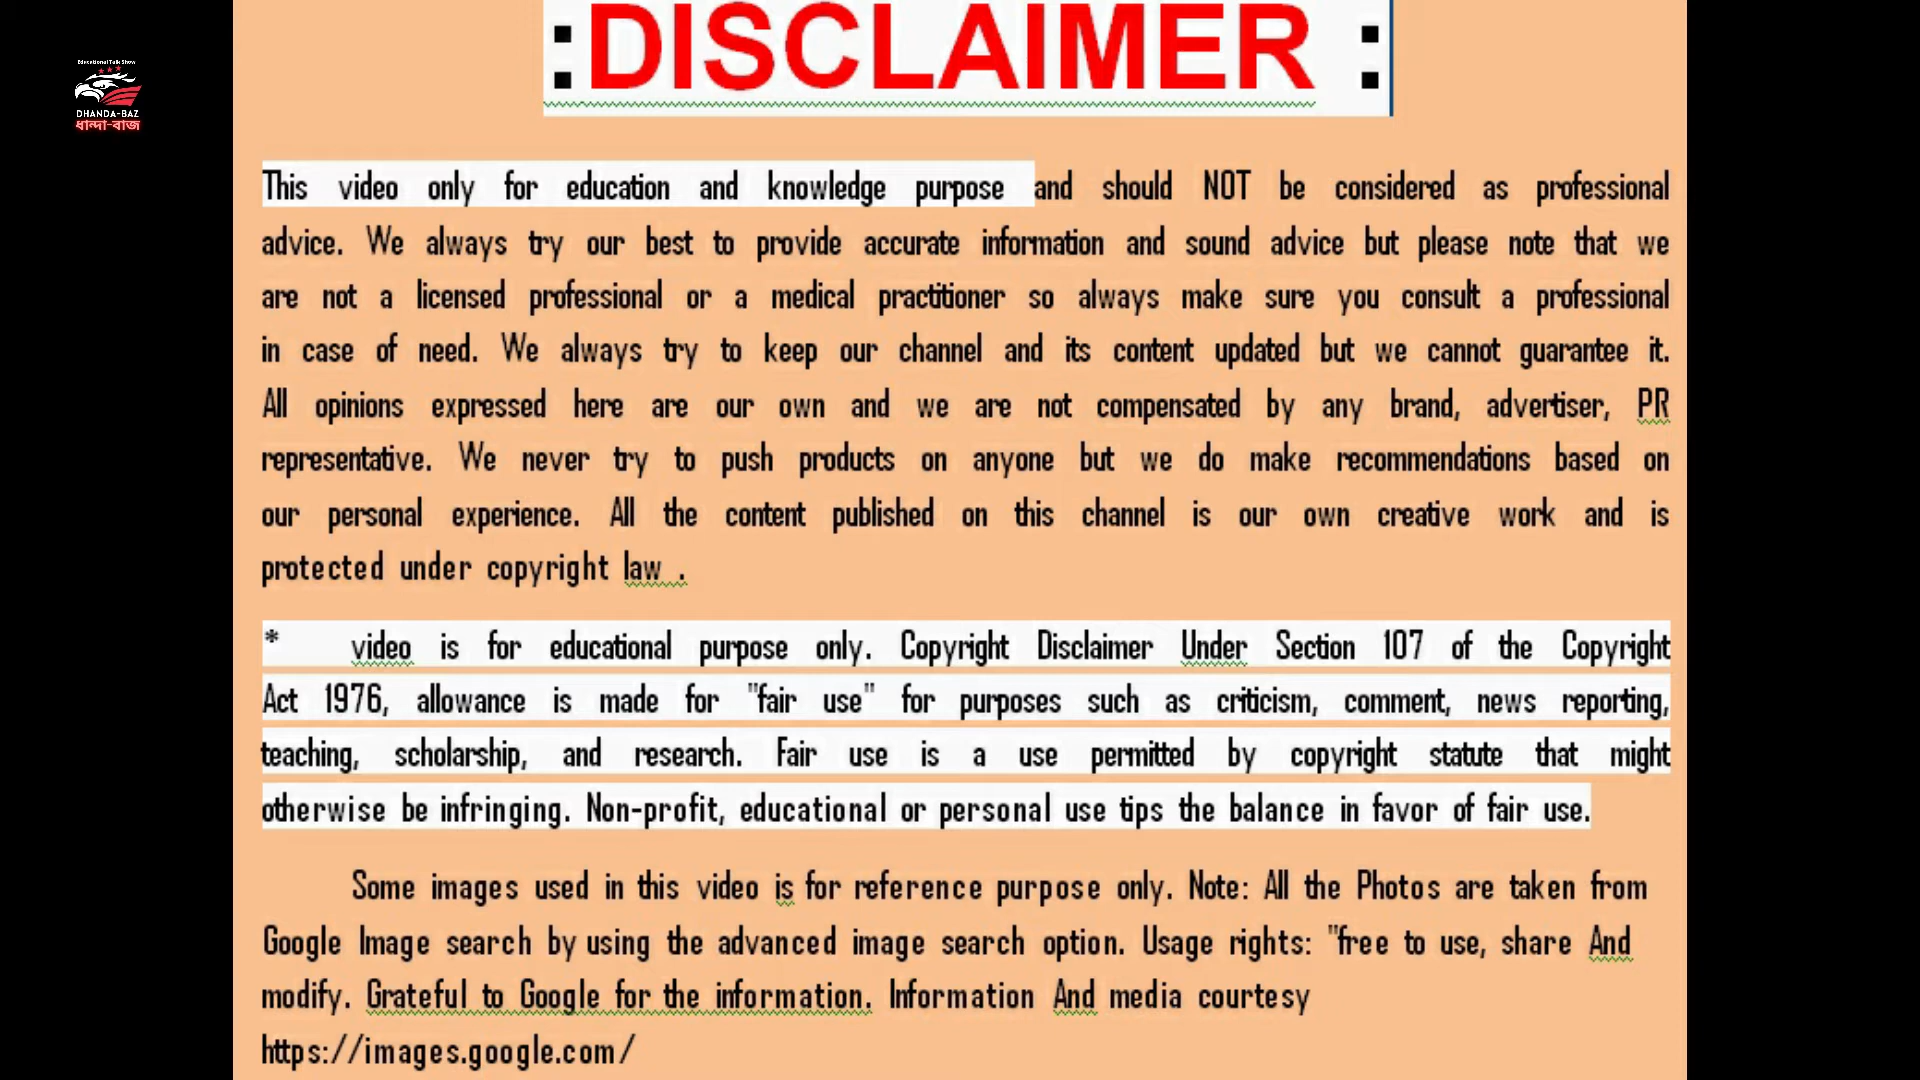 Educational Talk Show
DHANDA-BAZ
ধান্দা-বাজ
:DISCLAIMER :
This video only for education and knowledge purpose and should NOT be considered as professional
advice. We always try our best to provide accurate information and sound advice but please note that we
are not a licensed professional or a medical practitioner so always make sure you consult a professional
in case of need. We always try to keep our channel and its content updated but we cannot guarantee it.
All opinions expressed here are our own and we are not compensated by any brand, advertiser, PR
representative. We never try to push products on anyone but we do make recommendations based on
our personal experience. All the content published on this channel is our own creative work and is
protected under copyright law .
* video is for educational purpose only. Copyright Disclaimer Under Section 107 of the Copyright
Act 1976, allowance is made for "fair use" for purposes such as criticism, comment, news reporting,
teaching, scholarship, and research. Fair use is a use permitted by copyright statute that might
otherwise be infringing. Non-profit, educational or personal use tips the balance in favor of fair use.
Some images used in this video is for reference purpose only. Note: All the Photos are taken from
Google Image search by using the advanced image search option. Usage rights: "free to use, share And
modify. Grateful to Google for the information. Information And media courtesy
https://images.google.com/